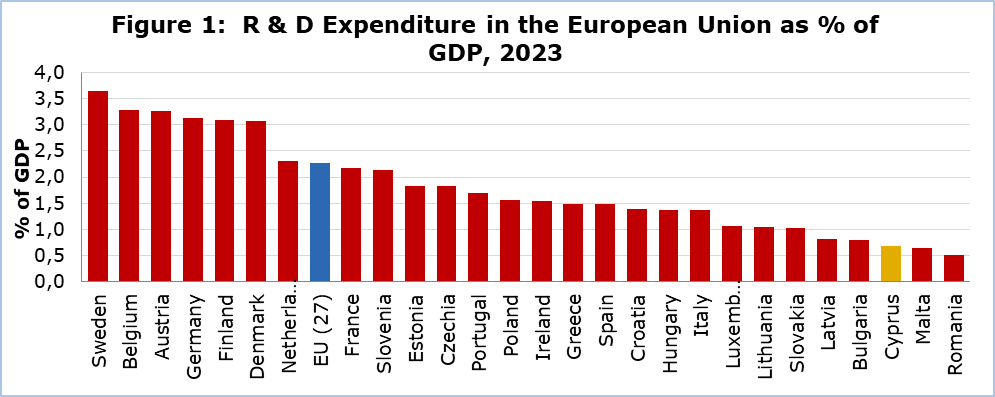 Figure 1:  R & D Expenditure in the European Union as % of
GDP, 2023
% of GDP
4,0
3,5
3,0
2,5
2,0
1,5
1,0
0,5
0,0
Sweden
Belgium
Austria
Germany
Finland
Denmark
Netherla...
EU (27)
France
Slovenia
Estonia
Czechia
Portugal
Poland
Ireland
Greece
Spain
Croatia
Hungary
Italy
Luxemb...
Lithuania
Slovakia
Latvia
Bulgaria
Cyprus
Malta
Romania